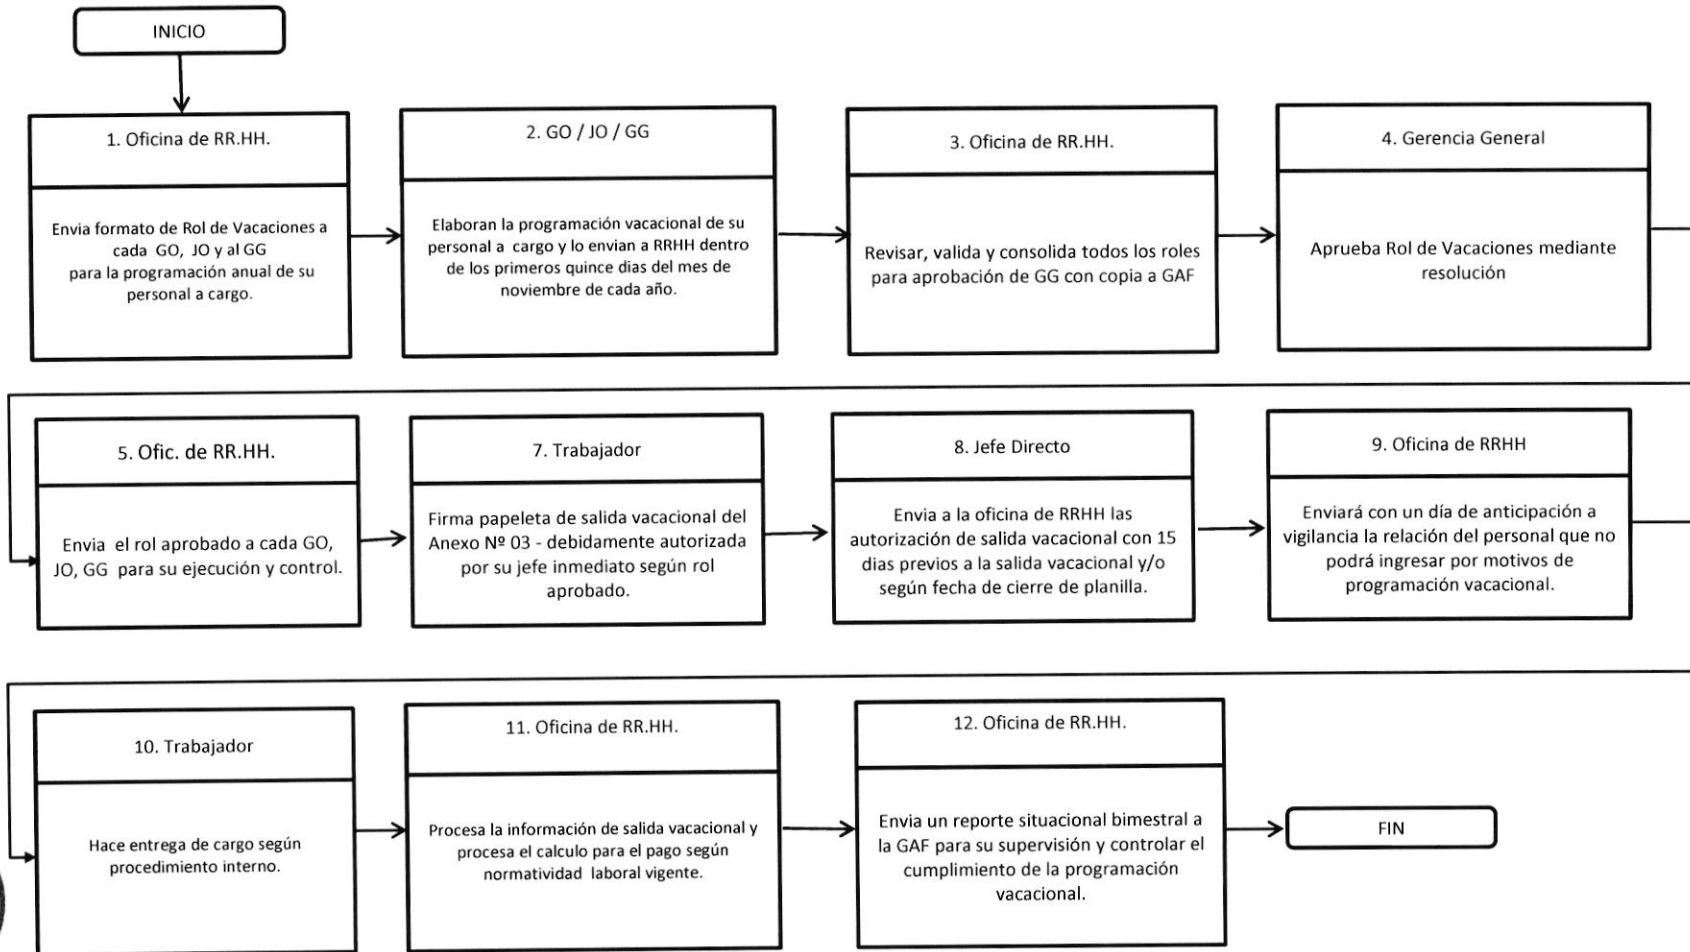 INICIO
1. Oficina de RR.HH.
Envia formato de Rol de Vacaciones a
cada GO, JO y al GG
para la programación anual de su
personal a cargo.
2. GO / JO / GG
Elaboran la programación vacacional de su
personal a cargo y lo envian a RRHH dentro
de los primeros quince dias del mes de
noviembre de cada año.
3. Oficina de RR.HH.
Revisar, valida y consolida todos los roles
para aprobación de GG con copia a GAF
4. Gerencia General
Aprueba Rol de Vacaciones mediante
resolución
5. Ofic. de RR.HH.
Envia el rol aprobado a cada GO,
JO, GG para su ejecución y control.
7. Trabajador
Firma papeleta de salida vacacional del
Anexo Nº 03 - debidamente autorizada
por su jefe inmediato según rol
aprobado.
8. Jefe Directo
Envia a la oficina de RRHH las
autorización de salida vacacional con 15
dias previos a la salida vacacional y/o
según fecha de cierre de planilla.
9. Oficina de RRHH
Enviará con un día de anticipación a
vigilancia la relación del personal que no
podrá ingresar por motivos de
programación vacacional.
10. Trabajador
Hace entrega de cargo según
procedimiento interno.
11. Oficina de RR.HH.
Procesa la información de salida vacacional y
procesa el calculo para el pago según
normatividad laboral vigente.
12. Oficina de RR.HH.
Envia un reporte situacional bimestral a
la GAF para su supervisión y controlar el
cumplimiento de la programación
vacacional.
FIN